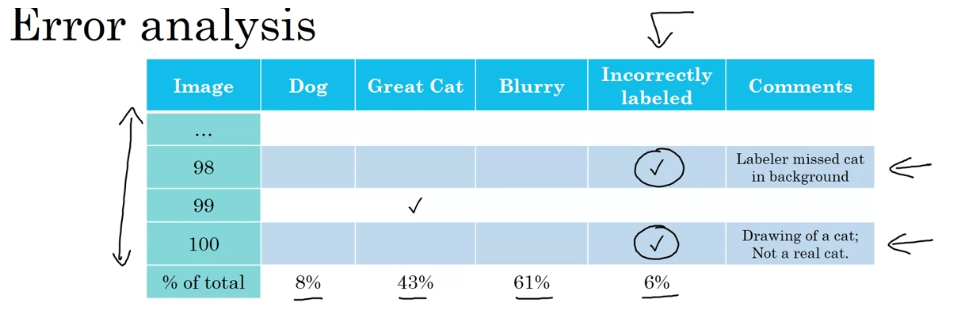 Error analysis
Image Dog Great Cat Blurry Incorrectly labeled Comments
...
98 ✓ Labeler missed cat in background
99 ✓
100 ✓ Drawing of a cat; Not a real cat.
% of total 8% 43% 61% 6%